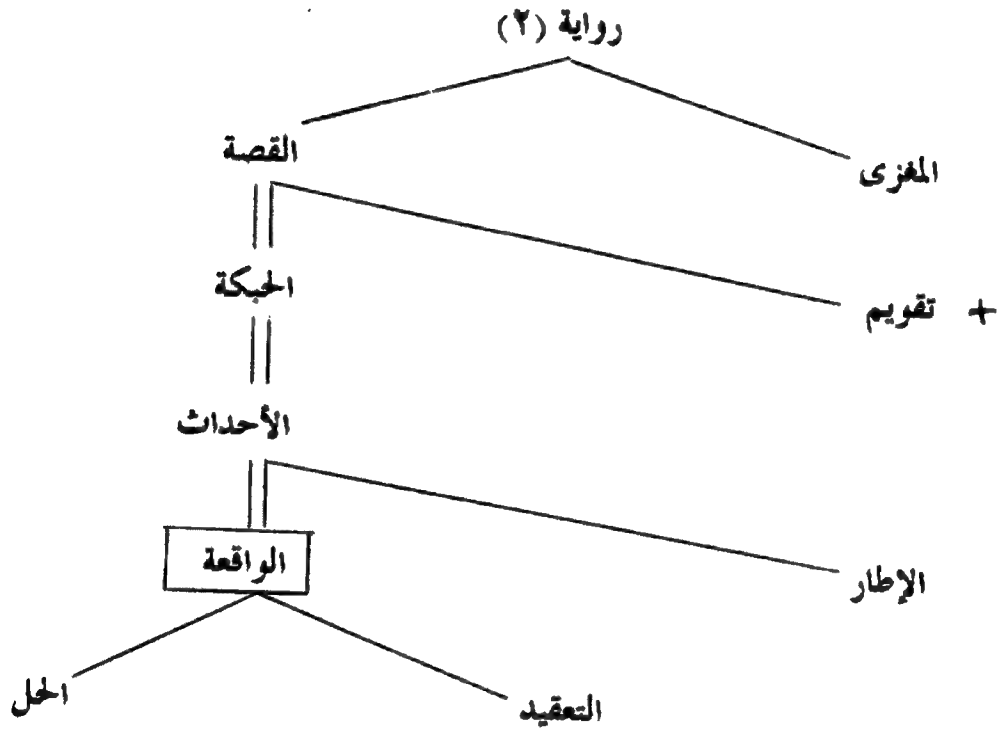 رواية (٢)
القصة
المغزى
الحبكة
+ تقويم
الأحداث
الواقعة
الإطار
الحل
التعقيد